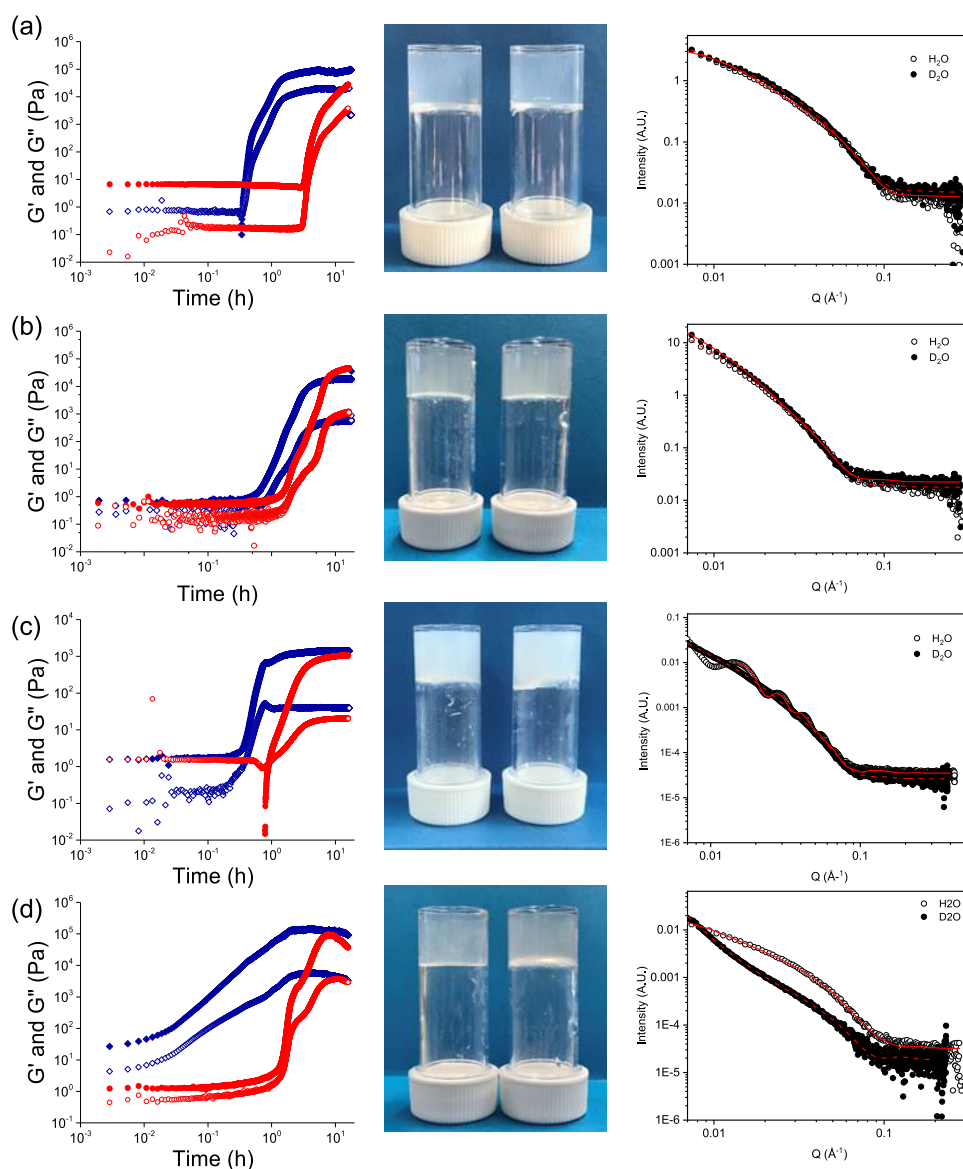 (a)
G' and G'' (Pa)
10⁶
10⁵
10⁴
10³
10²
10¹
10⁰
10⁻¹
10⁻²
10⁻³ 10⁻² 10⁻¹ 10⁰ 10¹
Time (h)
Intensity (A.U.)
1
0.1
0.01
0.001
0.01 0.1
Q (Å⁻¹)
H₂O
D₂O
(b)
G' and G'' (Pa)
10⁶
10⁵
10⁴
10³
10²
10¹
10⁰
10⁻¹
10⁻²
10⁻³ 10⁻² 10⁻¹ 10⁰ 10¹
Time (h)
Intensity (A.U.)
10
1
0.1
0.01
0.001
0.01 0.1
Q (Å⁻¹)
H₂O
D₂O
(c)
G' and G'' (Pa)
10⁴
10³
10²
10¹
10⁰
10⁻¹
10⁻²
10⁻³ 10⁻² 10⁻¹ 10⁰ 10¹
Time (h)
Intensity (A.U.)
0.1
0.01
0.001
1E-4
1E-5
1E-6
0.01 0.1
Q (Å⁻¹)
H₂O
D₂O
(d)
G' and G'' (Pa)
10⁶
10⁵
10⁴
10³
10²
10¹
10⁰
10⁻¹
10⁻³ 10⁻² 10⁻¹ 10⁰ 10¹
Time (h)
Intensity (A.U.)
0.01
0.001
1E-4
1E-5
1E-6
0.01 0.1
Q (Å⁻¹)
H2O
D2O